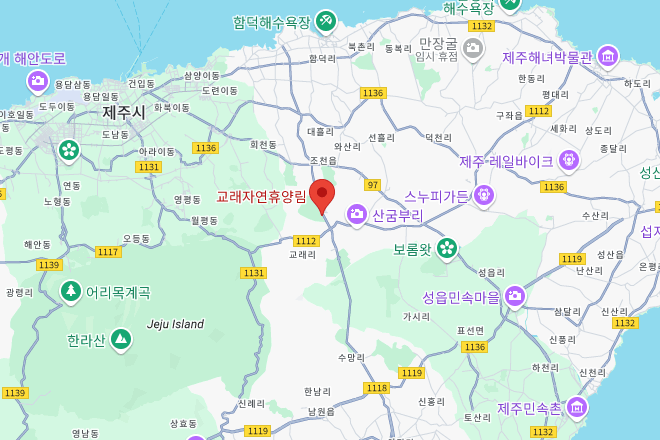 함덕해수욕장
해수욕장
1132
개 해안도로
용담삼동
용담일동
건입동
삼양이동
도련이동
화북이동
북촌리
동복리
함덕리
만장굴
임시 휴점
제주해녀박물관
하도리
한동리
평대리
1112
구좌읍
세화리
상도리
종달리
이호일동
도두이동
제주시
도남동
도평동
아라이동
1136
1131
회천동
1136
대흘리
와산리
선흘리
덕천리
조천읍
제주 레일바이크
1136
성산
연동
노형동
영평동
월평동
교래자연휴양림
97
산굼부리
스누피가든
수산리
섭지
해안동
오등동
1117
1139
1112
교래리
보롬왓
성읍리
1119
성산읍
난산리
은평리
광령리
어리목계곡
1131
성읍민속마을
Jeju Island
한라산
가시리
표선면
1136
삼달리
신산리
1132
신풍리
하천리
신천리
수망리
1119
1118
1139
한남리
신례리
남원읍
신흥리
토산리
제주민속촌
영남동
상효동
1119
1132